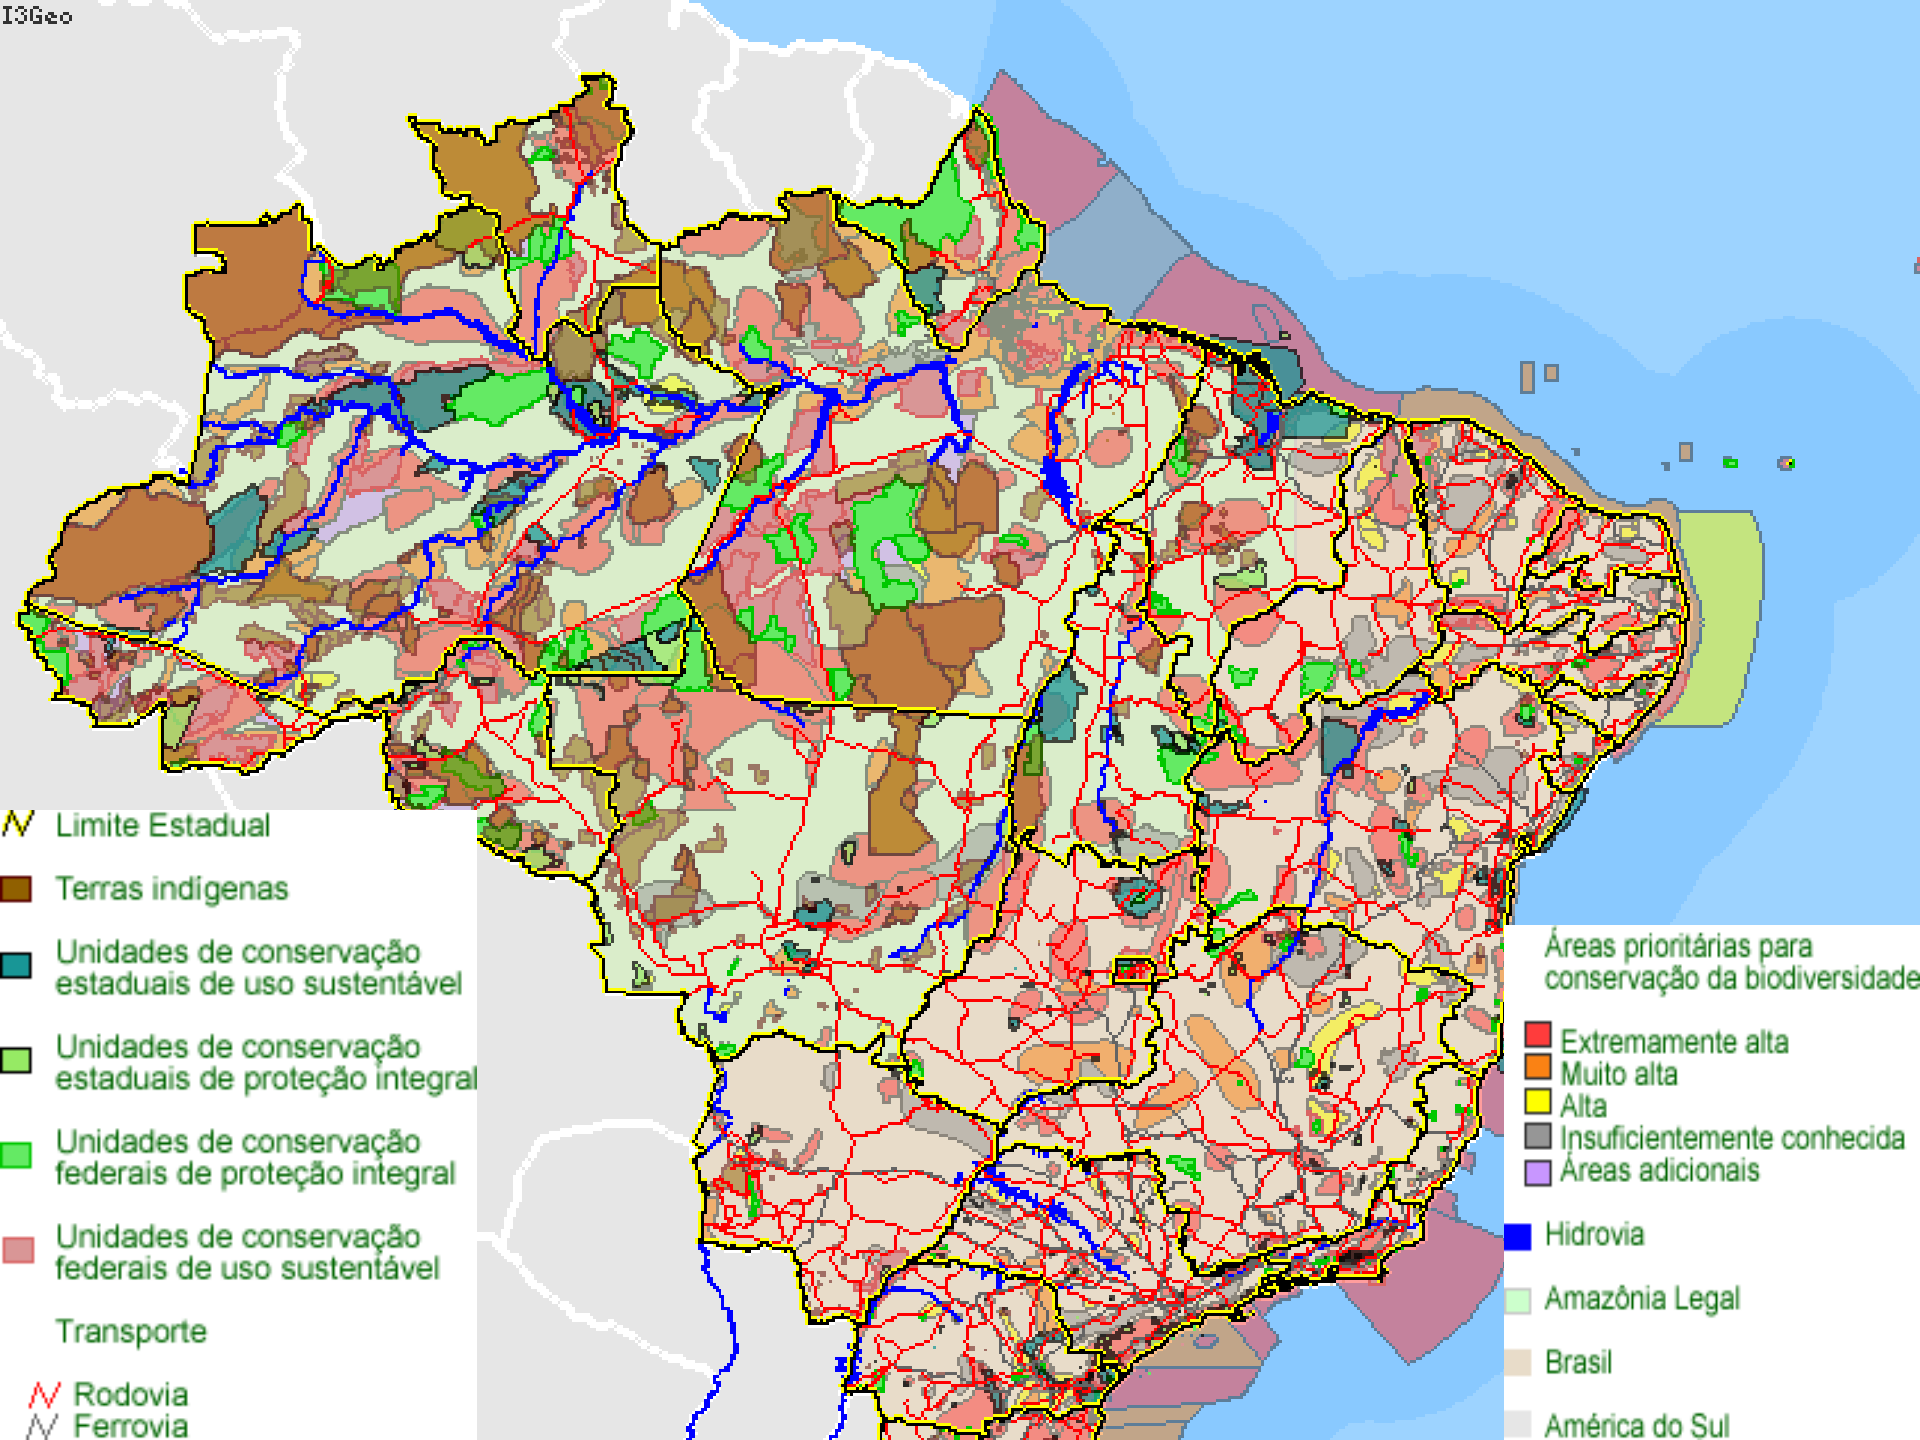 I3Geo
Limite Estadual
Terras indígenas
Unidades de conservação
estaduais de uso sustentável
Unidades de conservação
estaduais de proteção integral
Unidades de conservação
federais de proteção integral
Unidades de conservação
federais de uso sustentável
Transporte
Rodovia
Ferrovia
Áreas prioritárias para
conservação da biodiversidade
Extremamente alta
Muito alta
Alta
Insuficientemente conhecida
Áreas adicionais
Hidrovia
Amazônia Legal
Brasil
América do Sul